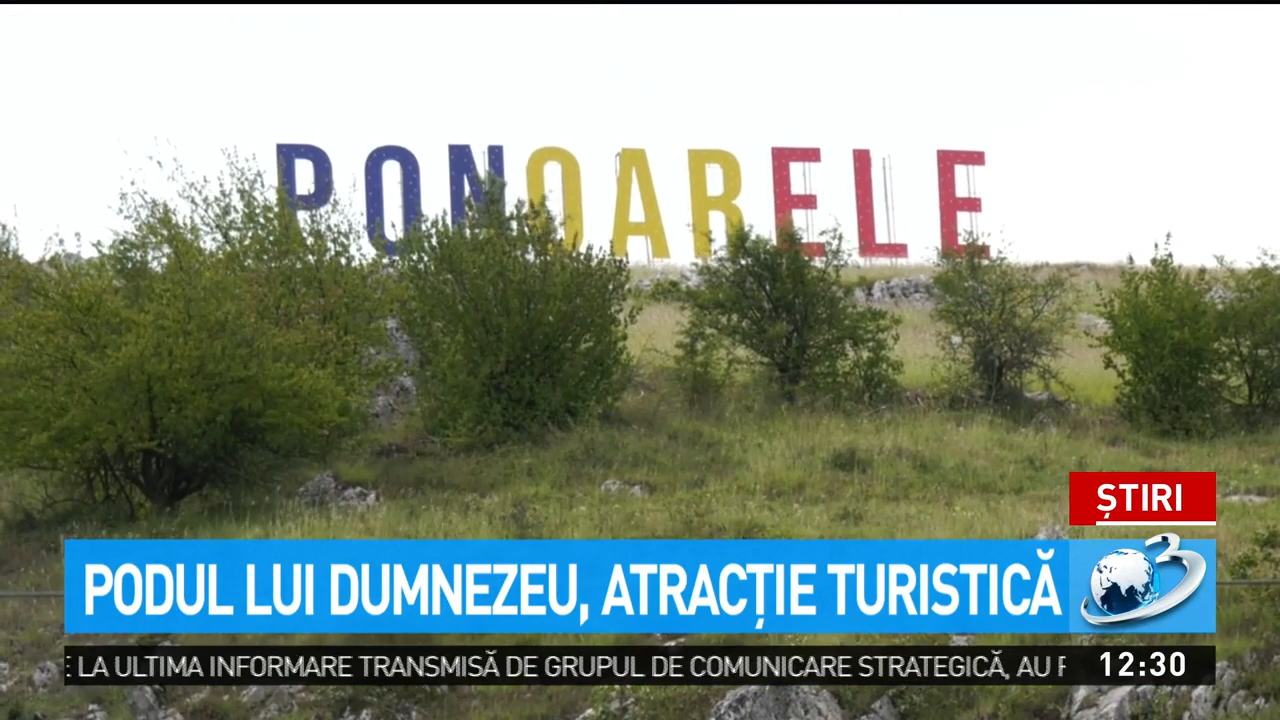 PONOARELE
ȘTIRI
PODUL LUI DUMNEZEU, ATRACȚIE TURISTICĂ
3
LA ULTIMA INFORMARE TRANSMISĂ DE GRUPUL DE COMUNICARE STRATEGICĂ, AU
12:30